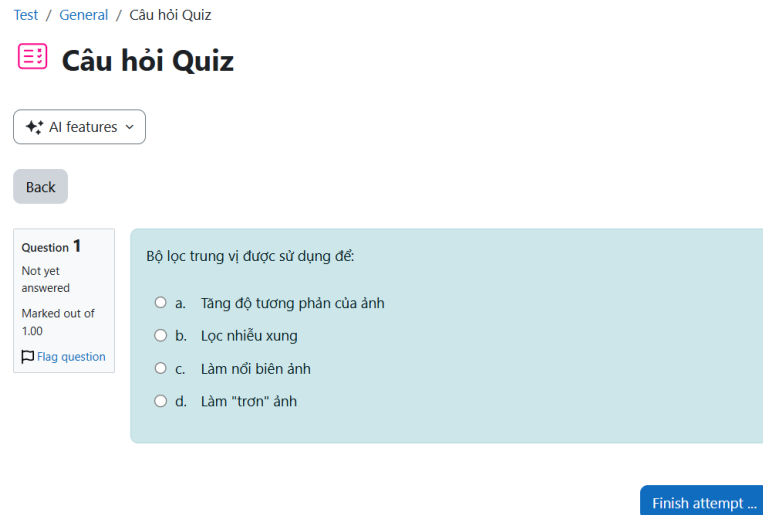 Test / General / Câu hỏi Quiz
Câu hỏi Quiz
AI features
Back
Question 1
Not yet
answered
Marked out of
1.00
Flag question
Bộ lọc trung vị được sử dụng để:
a. Tăng độ tương phản của ảnh
b. Lọc nhiễu xung
c. Làm nổi biên ảnh
d. Làm "trơn" ảnh
Finish attempt ...